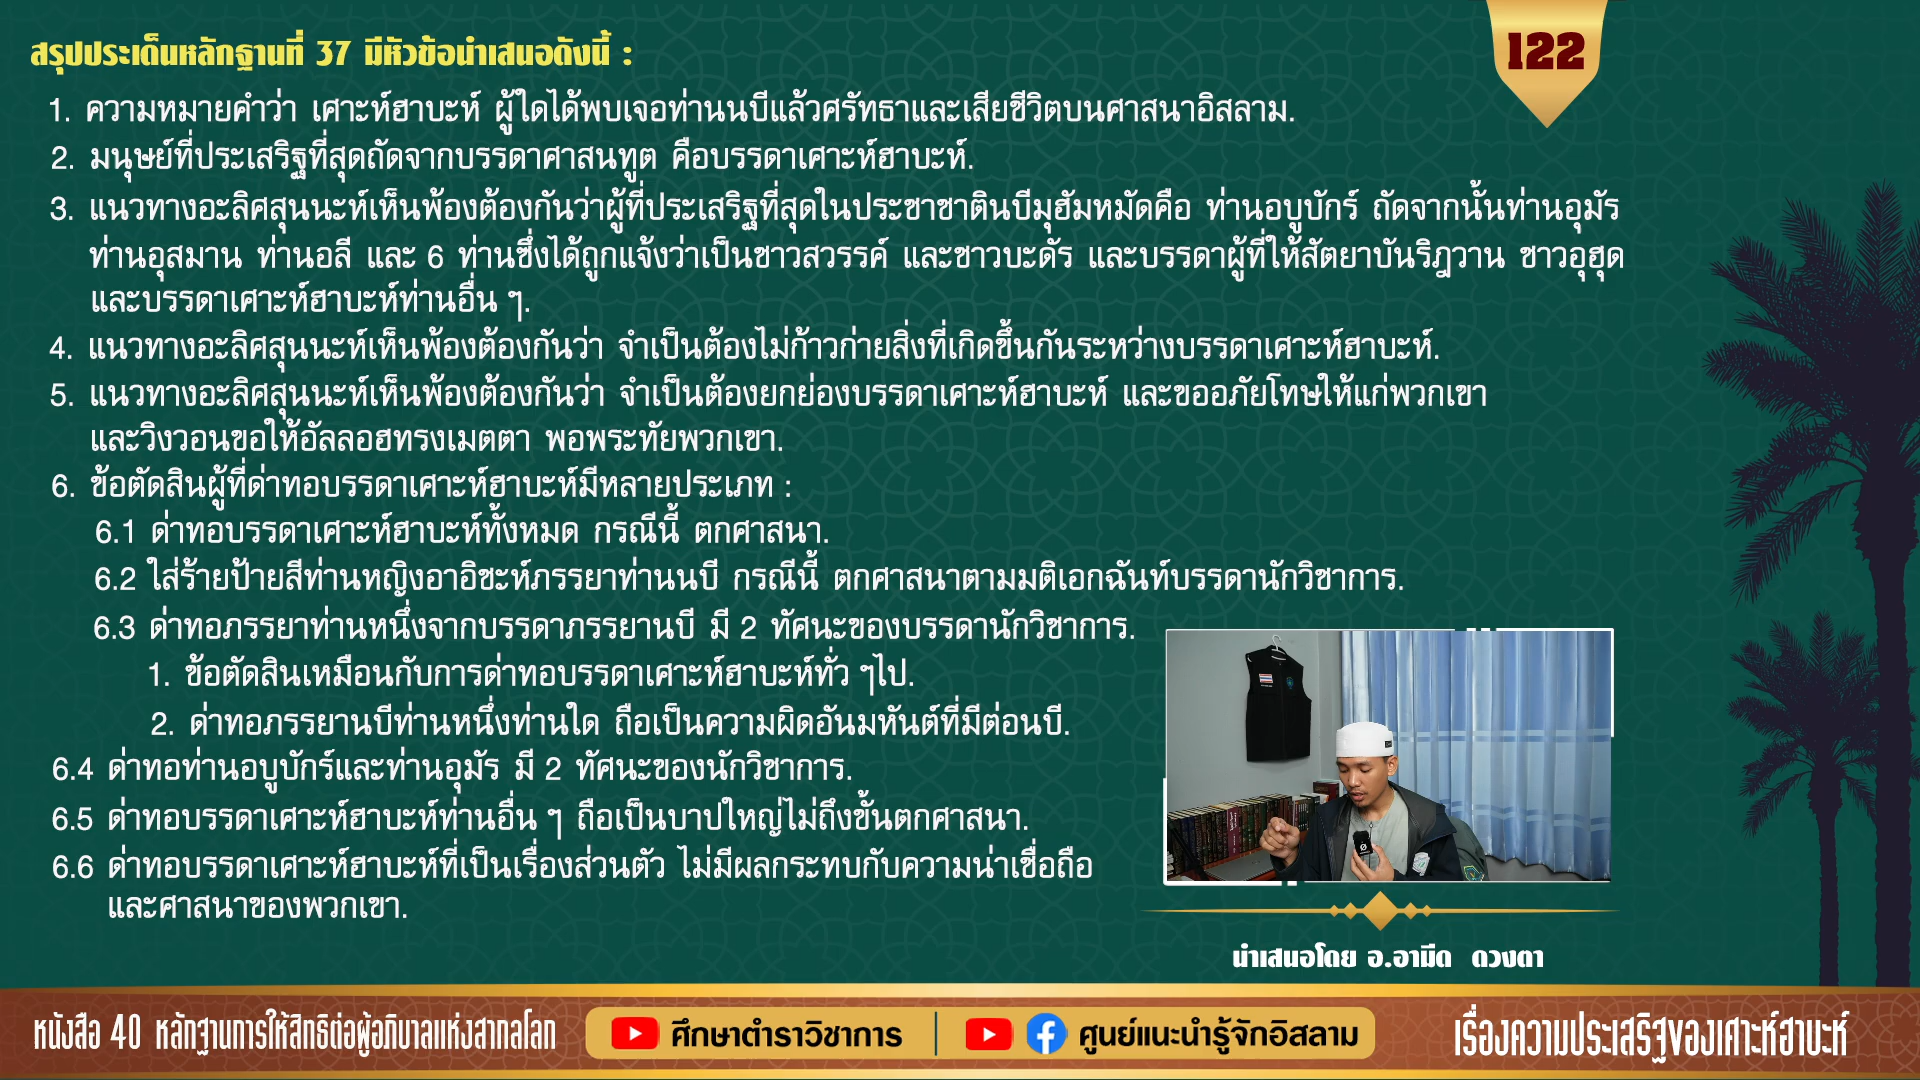 สรุปประเด็นหลักฐานที่ 37 มีหัวข้อนำเสนอดังนี้ :
122
1. ความหมายคำว่า เศาะห์ฮาบะห์ ผู้ใดได้พบเจอท่านนบีแล้วศรัทธาและเสียชีวิตบนศาสนาอิสลาม.
2. มนุษย์ที่ประเสริฐที่สุดถัดจากบรรดาศาสนทูต คือบรรดาเศาะห์ฮาบะห์.
3. แนวทางอะลิศสุนนะห์เห็นพ้องต้องกันว่าผู้ที่ประเสริฐที่สุดในประชาชาตินบีมุฮัมหมัดคือ ท่านอบูบักร์ ถัดจากนั้นท่านอุมัร
ท่านอุสมาน ท่านอลี และ 6 ท่านซึ่งได้ถูกแจ้งว่าเป็นชาวสวรรค์ และชาวบะดัร และบรรดาผู้ที่ให้สัตยาบันริฎวาน ชาวอุฮุด
และบรรดาเศาะห์ฮาบะห์ท่านอื่น ๆ.
4. แนวทางอะลิศสุนนะห์เห็นพ้องต้องกันว่า จำเป็นต้องไม่ก้าวก่ายสิ่งที่เกิดขึ้นกันระหว่างบรรดาเศาะห์ฮาบะห์.
5. แนวทางอะลิศสุนนะห์เห็นพ้องต้องกันว่า จำเป็นต้องยกย่องบรรดาเศาะห์ฮาบะห์ และขออภัยโทษให้แก่พวกเขา
และวิงวอนขอให้อัลลอฮทรงเมตตา พอพระทัยพวกเขา.
6. ข้อตัดสินผู้ที่ด่าทอบรรดาเศาะห์ฮาบะห์มีหลายประเภท :
6.1 ด่าทอบรรดาเศาะห์ฮาบะห์ทั้งหมด กรณีนี้ ตกศาสนา.
6.2 ใส่ร้ายป้ายสีท่านหญิงอาอิชะห์ภรรยาท่านนบี กรณีนี้ ตกศาสนาตามมติเอกฉันท์บรรดานักวิชาการ.
6.3 ด่าทอภรรยาท่านหนึ่งจากบรรดาภรรยานบี มี 2 ทัศนะของบรรดานักวิชาการ.
1. ข้อตัดสินเหมือนกับการด่าทอบรรดาเศาะห์ฮาบะห์ทั่ว ๆไป.
2. ด่าทอภรรยานบีท่านหนึ่งท่านใด ถือเป็นความผิดอันมหันต์ที่มีต่อนบี.
6.4 ด่าทอท่านอบูบักร์และท่านอุมัร มี 2 ทัศนะของนักวิชาการ.
6.5 ด่าทอบรรดาเศาะห์ฮาบะห์ท่านอื่น ๆ ถือเป็นบาปใหญ่ไม่ถึงขั้นตกศาสนา.
6.6 ด่าทอบรรดาเศาะห์ฮาบะห์ที่เป็นเรื่องส่วนตัว ไม่มีผลกระทบกับความน่าเชื่อถือ
และศาสนาของพวกเขา.
นำเสนอโดย อ.อามีด ดวงตา
หนังสือ 40 หลักฐานการให้สิทธิต่อผู้อภิบาลแห่งสากลโลก
ศึกษาตำราวิชาการ
ศูนย์แนะนำรู้จักอิสลาม
เรื่องความประเสริฐของเศาะห์ฮาบะห์